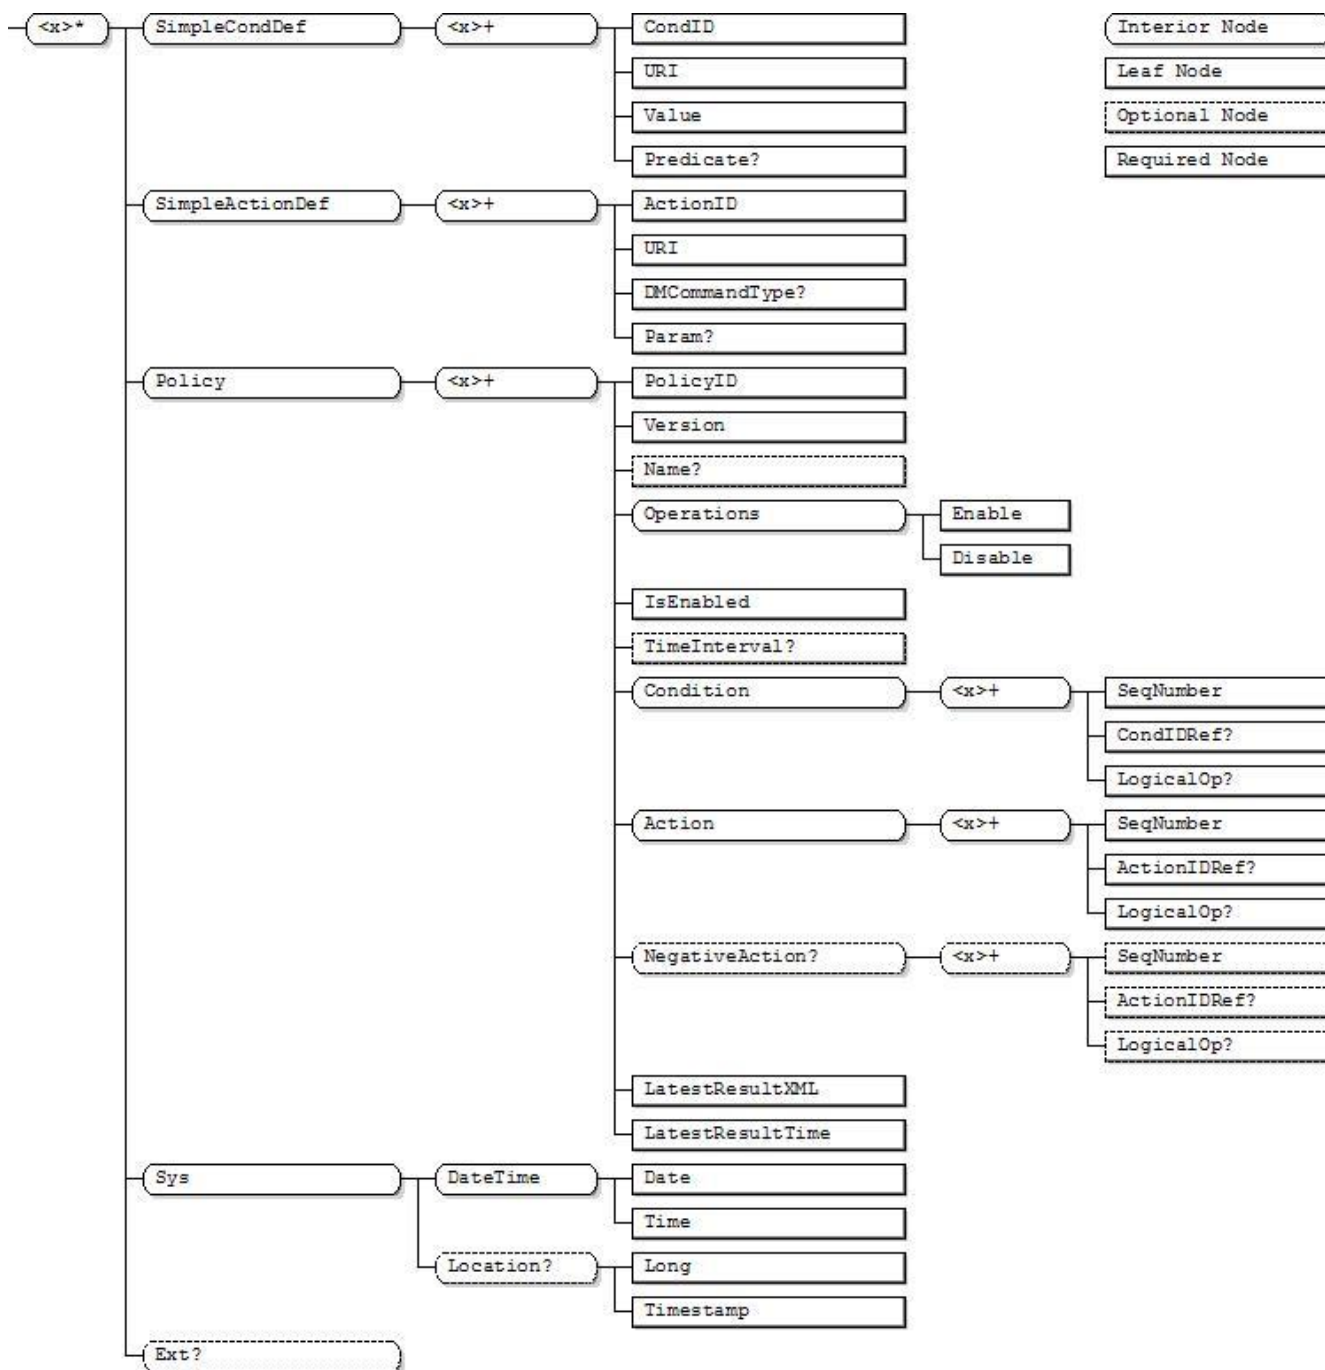 <x>* SimpleCondDef <x>+ CondID Interior Node
URI Leaf Node
Value Optional Node
Predicate? Required Node
SimpleActionDef <x>+ ActionID
URI
DMCommandType?
Param?
Policy <x>+ PolicyID
Version
Name?
Operations Enable
Disable
IsEnabled
TimeInterval?
Condition <x>+ SeqNumber
CondIDRef?
LogicalOp?
Action <x>+ SeqNumber
ActionIDRef?
LogicalOp?
NegativeAction? <x>+ SeqNumber
ActionIDRef?
LogicalOp?
LatestResultXML
LatestResultTime
Sys DateTime Date
Time
Location? Long
Timestamp
Ext?